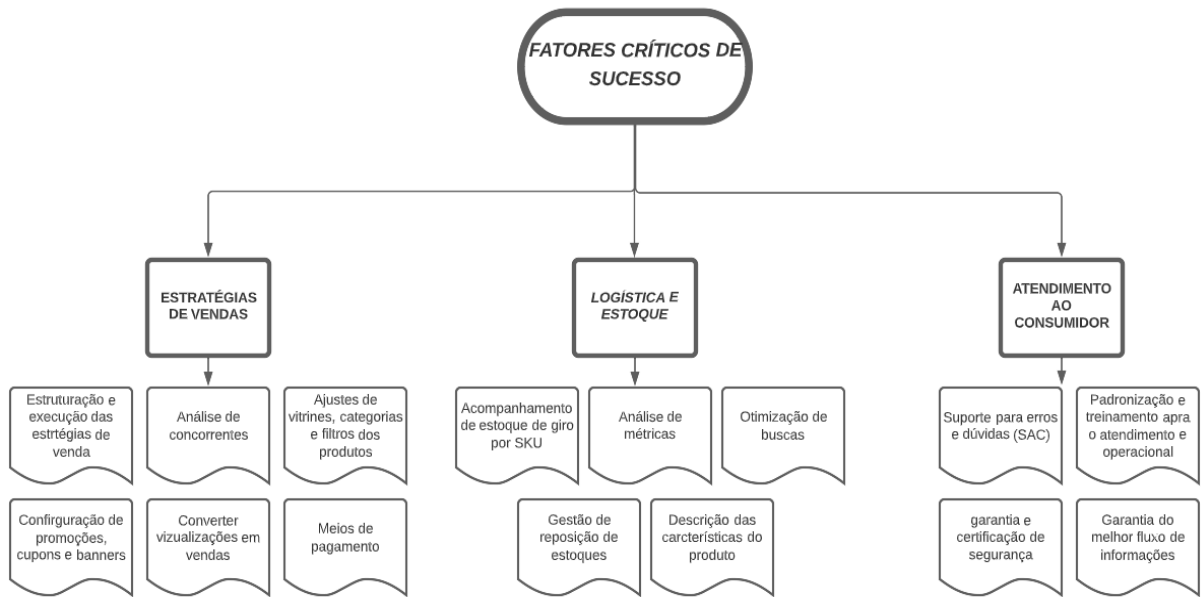 FATORES CRÍTICOS DE
SUCESSO
ESTRATÉGIAS
DE VENDAS
LOGÍSTICA E
ESTOQUE
ATENDIMENTO
AO
CONSUMIDOR
Estruturação e
execução das
estrtégias de
venda
Análise de
concorrentes
Ajustes de
vitrines, categorias
e filtros dos
produtos
Acompanhamento
de estoque de giro
por SKU
Análise de
métricas
Otimização de
buscas
Suporte para erros
e dúvidas (SAC)
Padronização e
treinamento apra
o atendimento e
operacional
Confirguração de
promoções,
cupons e banners
Converter
vizualizações em
vendas
Meios de
pagamento
Gestão de
reposição de
estoques
Descrição das
carcterísticas do
produto
garantia e
certificação de
segurança
Garantia do
melhor fluxo de
informações